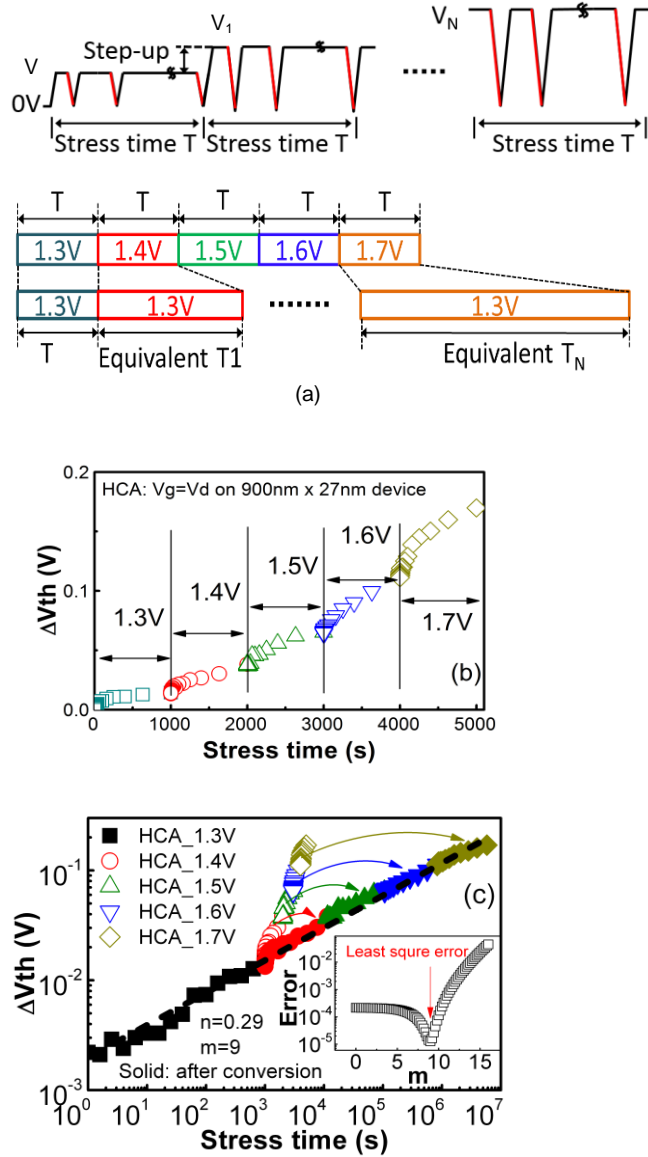 V
Step-up
V1
VN
0V
Stress time T
Stress time T
Stress time T
T T T T T
1.3V 1.4V 1.5V 1.6V 1.7V
1.3V 1.3V 1.3V
T
Equivalent T1
Equivalent TN
(a)
HCA: Vg=Vd on 900nm x 27nm device
0.2
0.1
0.0
ΔVth (V)
1.3V
1.4V
1.5V
1.6V
1.7V
(b)
0 1000 2000 3000 4000 5000
Stress time (s)
HCA_1.3V
HCA_1.4V
HCA_1.5V
HCA_1.6V
HCA_1.7V
(c)
10^-1
10^-2
10^-3
ΔVth (V)
n=0.29
m=9
Solid: after conversion
Least squre error
Error
10^-2
10^-3
10^-4
10^-5
0 5 10 15
m
10^0 10^1 10^2 10^3 10^4 10^5 10^6 10^7
Stress time (s)